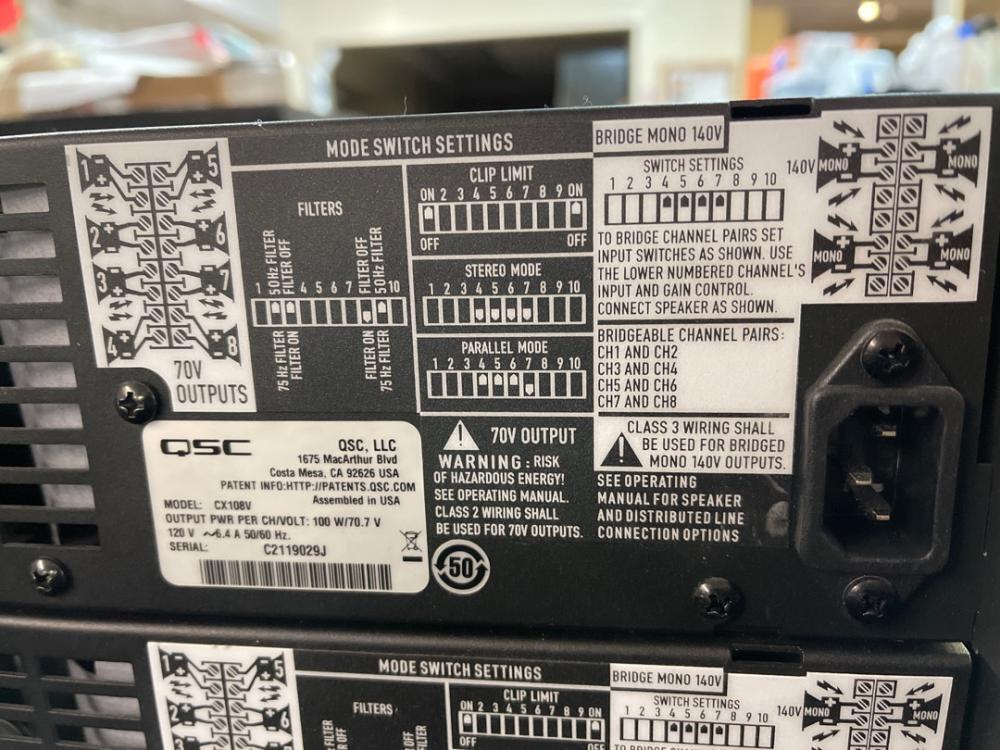 MODE SWITCH SETTINGS
1 5
2 6
3 7
4 8
70V
OUTPUTS
FILTERS
50Hz FILTER
FILTER OFF
FILTER OFF
50Hz FILTER
1 4 5 6 7 10
75 Hz FILTER
FILTER ON
FILTER ON
75 Hz FILTER
CLIP LIMIT
ON 2 3 4 5 6 7 8 9 ON
OFF OFF
STEREO MODE
1 2 3 4 5 6 7 8 9 10
PARALLEL MODE
1 2 3 4 5 6 7 8 9 10
BRIDGE MONO 140V
SWITCH SETTINGS
1 2 3 4 5 6 7 8 9 10
TO BRIDGE CHANNEL PAIRS SET
INPUT SWITCHES AS SHOWN. USE
THE LOWER NUMBERED CHANNEL'S
INPUT AND GAIN CONTROL.
CONNECT SPEAKER AS SHOWN.
BRIDGEABLE CHANNEL PAIRS:
CH1 AND CH2
CH3 AND CH4
CH5 AND CH6
CH7 AND CH8
CLASS 3 WIRING SHALL
BE USED FOR BRIDGED
MONO 140V OUTPUTS.
SEE OPERATING
MANUAL FOR SPEAKER
AND DISTRIBUTED LINE
CONNECTION OPTIONS
140V MONO MONO
MONO MONO
70V OUTPUT
WARNING: RISK
OF HAZARDOUS ENERGY!
SEE OPERATING MANUAL.
CLASS 2 WIRING SHALL
BE USED FOR 70V OUTPUTS.
50
QSC
QSC, LLC
1675 MacArthur Blvd
Costa Mesa, CA 92626 USA
PATENT INFO:HTTP://PATENTS.QSC.COM
Assembled in USA
MODEL: CX108V
OUTPUT PWR PER CH/VOLT: 100 W/70.7 V
120 V ~6.4 A 50/60 Hz.
SERIAL: C2119029J
MODE SWITCH SETTINGS
1 5
2 6
3
FILTERS
CLIP LIMIT
ON 2 3 4 5 6 7 8 9 ON
OFF OFF
BRIDGE MONO 140V
SWITCH SETTINGS
1 2 3 4 5 6 7 8 9 10
140V MONO MONO